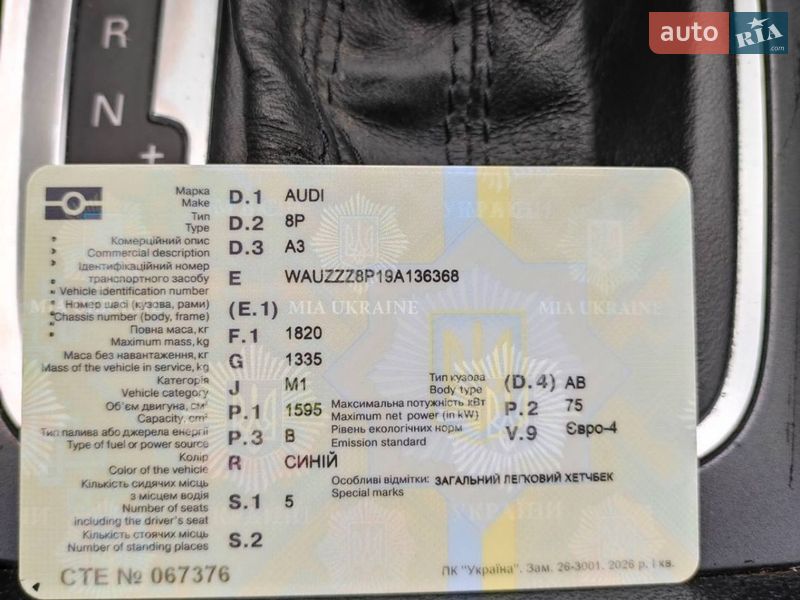 R
N
+
auto RIA .com
Марка
Make D.1 AUDI
Тип
Type D.2 8P
Комерційний опис
Commercial description D.3 A3
Ідентифікаційний номер
транспортного засобу
Vehicle identification number E WAUZZZ8P19A136368
Номер шасі (кузова, рами)
Chassis number (body, frame) (E.1)
MIA UKRAINE MIA UKRAINE
Повна маса, кг
Maximum mass, kg F.1 1820
Маса без навантаження, кг
Mass of the vehicle in service, kg G 1335
Категорія
Vehicle category J M1
Тип кузова
Body type (D.4) AB
Об'єм двигуна, см³
Capacity, cm³ P.1 1595
Максимальна потужність кВт
Maximum net power (in kW) P.2 75
Тип палива або джерела енергії
Type of fuel or power source P.3 B
Рівень екологічних норм
Emission standard V.9 Євро-4
Колір
Color of the vehicle R СИНІЙ
Особливі відмітки: ЗАГАЛЬНИЙ ЛЕГКОВИЙ ХЕТЧБЕК
Special marks
Кількість сидячих місць
з місцем водія
Number of seats
including the driver's seat S.1 5
Кількість стоячих місць
Number of standing places S.2
СТЕ № 067376
ПК "Україна". Зам. 26-3001. 2026 р. I кв.